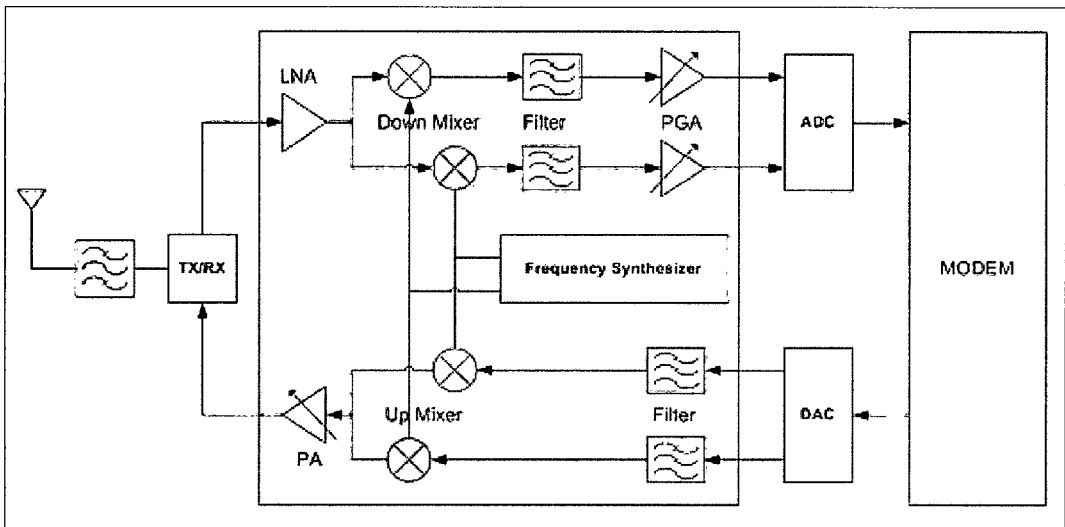 LNA
Down Mixer
Filter
PGA
ADC
TX/RX
Frequency Synthesizer
MODEM
Up Mixer
Filter
DAC
PA